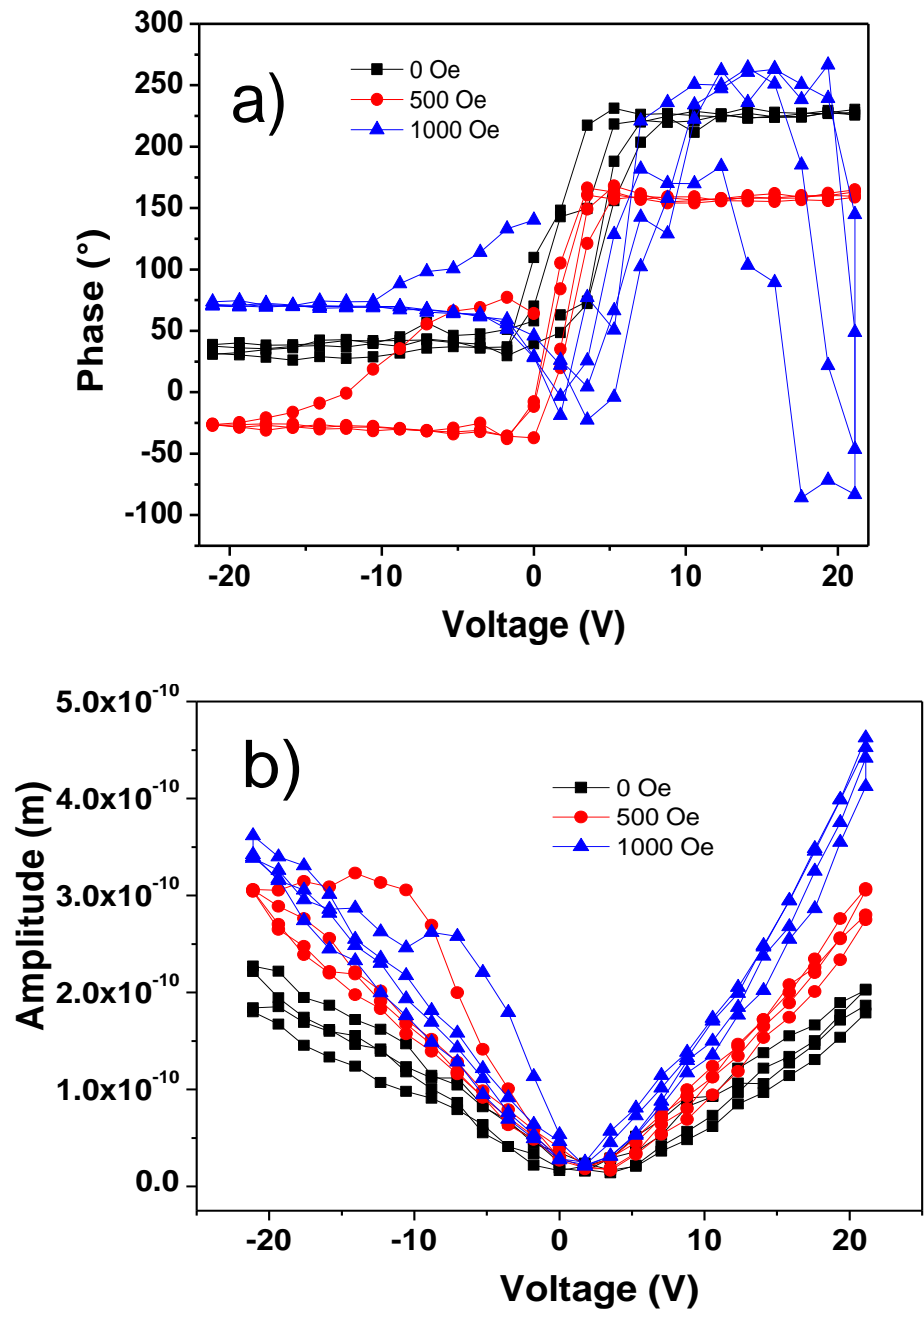 300
250
200
150
100
50
0
-50
-100
Phase (°)
a)
0 Oe
500 Oe
1000 Oe
-20
-10
0
10
20
Voltage (V)
5.0x10⁻¹⁰
4.0x10⁻¹⁰
3.0x10⁻¹⁰
2.0x10⁻¹⁰
1.0x10⁻¹⁰
0.0
Amplitude (m)
b)
0 Oe
500 Oe
1000 Oe
-20
-10
0
10
20
Voltage (V)